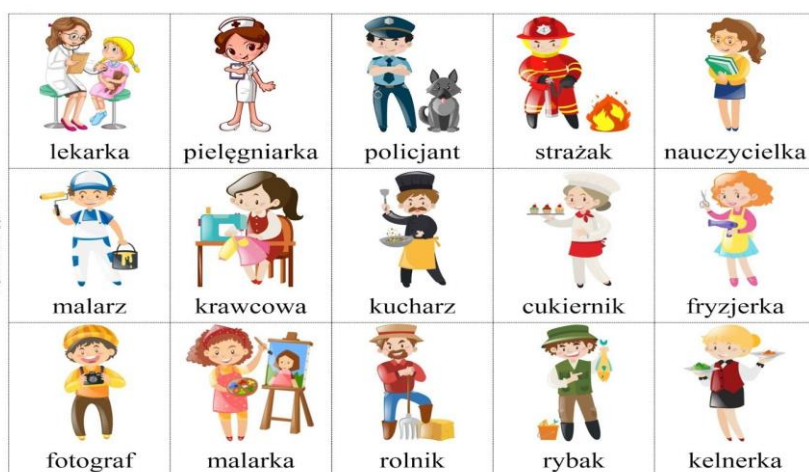 lekarka pielęgniarka policjant strażak nauczycielka
malarz krawcowa kucharz cukiernik fryzjerka
fotograf malarka rolnik rybak kelnerka